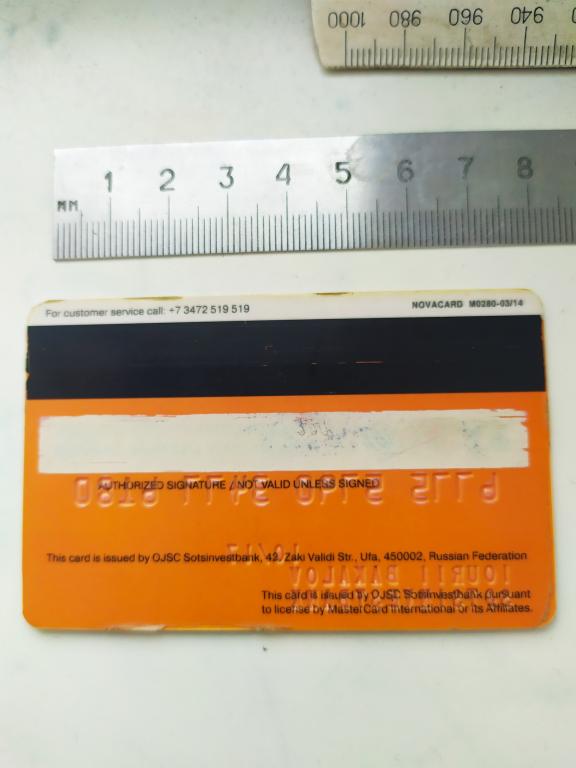 1000 980 960 940
1 2 3 4 5 6 7 8
MM
For customer service call: +7 3472 519 519
NOVACARD M0280-03/14
AUTHORIZED SIGNATURE / NOT VALID UNLESS SIGNED
This card is issued by OJSC Sotsinvestbank, 43, Zaki Validi Str., Ufa, 450002, Russian Federation
This card is issued by OJSC Sotsinvestbank pursuant
to license by MasterCard International or its Affiliates.